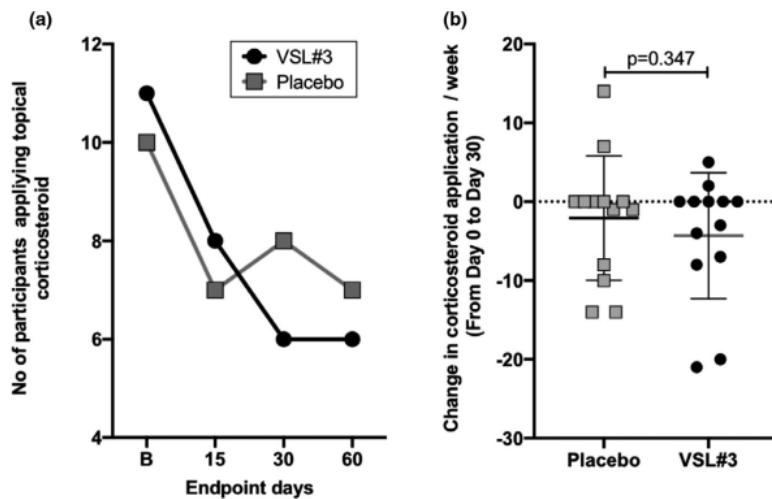 (a)
12
10
8
6
4
No of participants appliying topical
corticosteroid
VSL#3
Placebo
B 15 30 60
Endpoint days
(b)
20
10
0
-10
-20
-30
Change in corticosteroid application / week
(From Day 0 to Day 30)
p=0.347
Placebo VSL#3